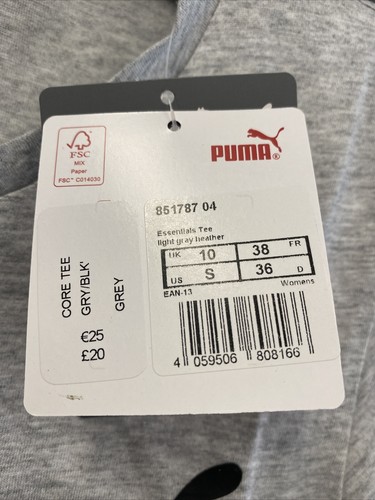 FSC
MIX
Paper
FSC™ C014030
PUMA®
851787 04
Essentials Tee
light gray heather
UK 10 38 FR
US S 36 D
EAN-13 Womens
4 059506 808166
CORE TEE
GRY/BLK'
GREY
€25
£20